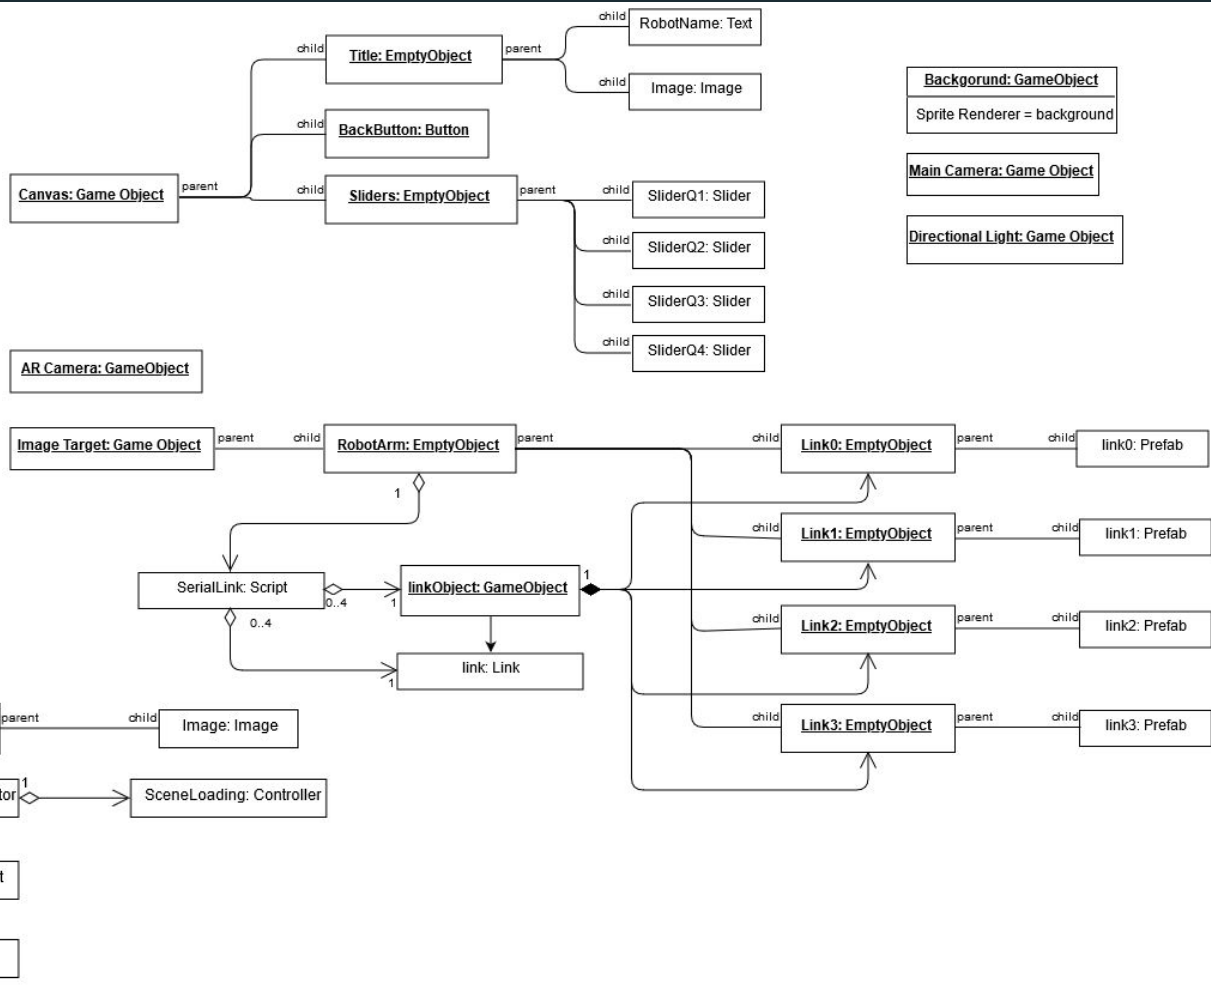 child
RobotName: Text
child
Title: EmptyObject
parent
child
Image: Image
Backgorund: GameObject
Sprite Renderer = background
child
BackButton: Button
Main Camera: Game Object
Canvas: Game Object
parent
child
Sliders: EmptyObject
parent
child
SliderQ1: Slider
child
SliderQ2: Slider
Directional Light: Game Object
child
SliderQ3: Slider
child
SliderQ4: Slider
AR Camera: GameObject
Image Target: Game Object
parent
child
RobotArm: EmptyObject
parent
child
Link0: EmptyObject
parent
child
link0: Prefab
1
child
Link1: EmptyObject
parent
child
link1: Prefab
SerialLink: Script
0..4
1
linkObject: GameObject
1
0..4
child
Link2: EmptyObject
parent
child
link2: Prefab
1
link: Link
parent
child
Image: Image
child
Link3: EmptyObject
parent
child
link3: Prefab
tor
1
SceneLoading: Controller
t